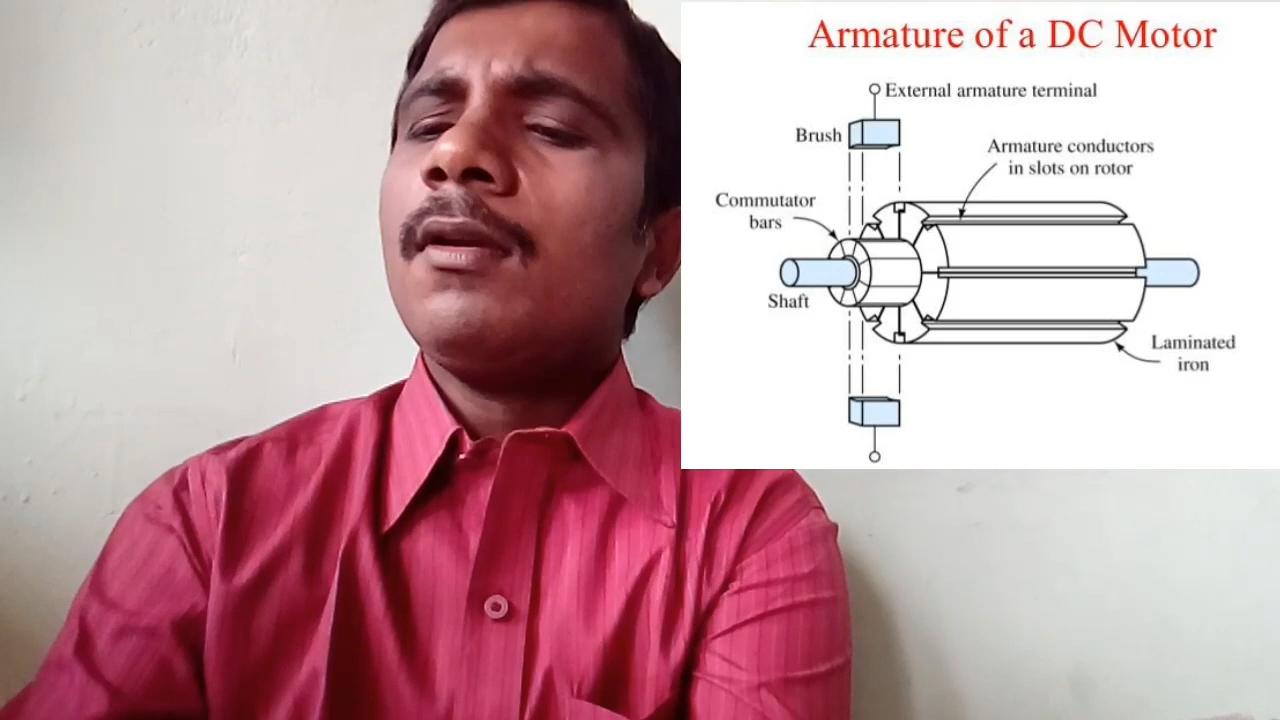 Armature of a DC Motor
External armature terminal
Brush
Armature conductors
in slots on rotor
Commutator
bars
Shaft
Laminated
iron